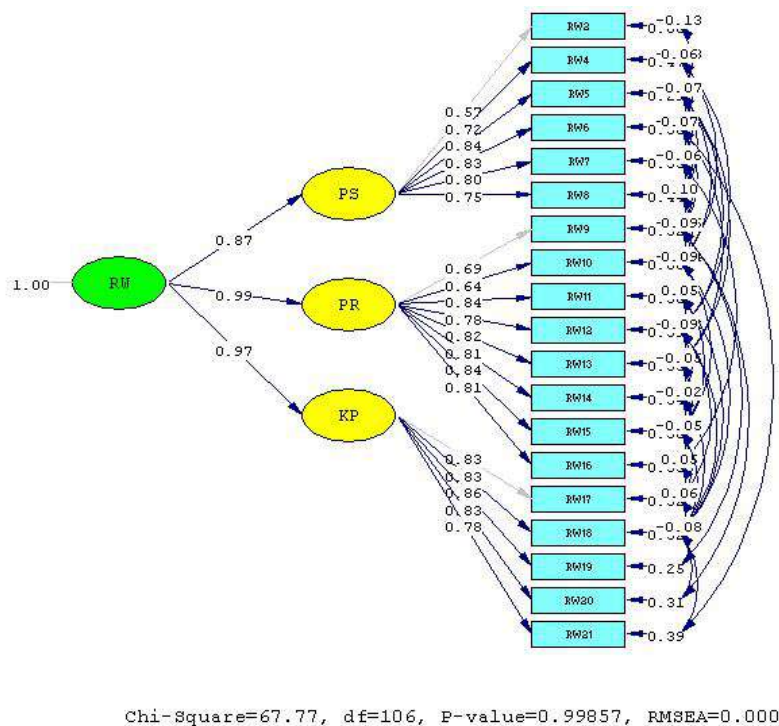 RW2
-0.13
RW4
-0.06
RW5
-0.07
0.57
RW6
-0.07
0.72
0.84
RW7
-0.06
0.83
PS
0.80
RW8
0.10
0.75
RW9
-0.09
0.87
RW10
-0.09
0.69
1.00
RW
0.64
RW11
0.05
0.99
PR
0.84
0.78
RW12
-0.09
0.82
0.97
0.81
RW13
0.84
RW14
-0.02
0.81
KP
RW15
-0.05
0.83
RW16
0.05
0.83
0.86
RW17
0.06
0.83
0.78
RW18
-0.08
RW19
0.25
RW20
0.31
RW21
0.39
Chi-Square=67.77, df=106, P-value=0.99857, RMSEA=0.000